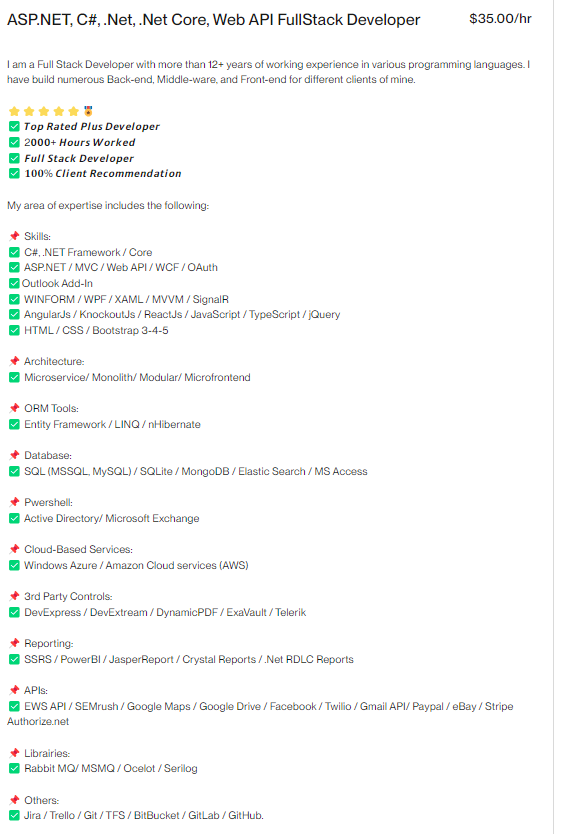 ASP.NET, C#, .Net, .Net Core, Web API FullStack Developer $35.00/hr
I am a Full Stack Developer with more than 12+ years of working experience in various programming languages. I
have build numerous Back-end, Middle-ware, and Front-end for different clients of mine.
⭐⭐⭐⭐⭐🎖
✅ Top Rated Plus Developer
✅ 2000+ Hours Worked
✅ Full Stack Developer
✅ 100% Client Recommendation
My area of expertise includes the following:
📌 Skills:
✅ C#, .NET Framework / Core
✅ ASP.NET / MVC / Web API / WCF / OAuth
✅Outlook Add-In
✅ WINFORM / WPF / XAML / MVVM / SignalR
✅ AngularJs / KnockoutJs / ReactJs / JavaScript / TypeScript / jQuery
✅ HTML / CSS / Bootstrap 3-4-5
📌 Architecture:
✅ Microservice/ Monolith/ Modular/ Microfrontend
📌 ORM Tools:
✅ Entity Framework / LINQ / nHibernate
📌 Database:
✅ SQL (MSSQL, MySQL) / SQLite / MongoDB / Elastic Search / MS Access
📌 Pwershell:
✅ Active Directory/ Microsoft Exchange
📌 Cloud-Based Services:
✅ Windows Azure / Amazon Cloud services (AWS)
📌 3rd Party Controls:
✅ DevExpress / DevExtream / DynamicPDF / ExaVault / Telerik
📌 Reporting:
✅ SSRS / PowerBI / JasperReport / Crystal Reports / .Net RDLC Reports
📌 APIs:
✅ EWS API / SEMrush / Google Maps / Google Drive / Facebook / Twilio / Gmail API/ Paypal / eBay / Stripe
Authorize.net
📌 Librairies:
✅ Rabbit MQ/ MSMQ / Ocelot / Serilog
📌 Others:
✅ Jira / Trello / Git / TFS / BitBucket / GitLab / GitHub.